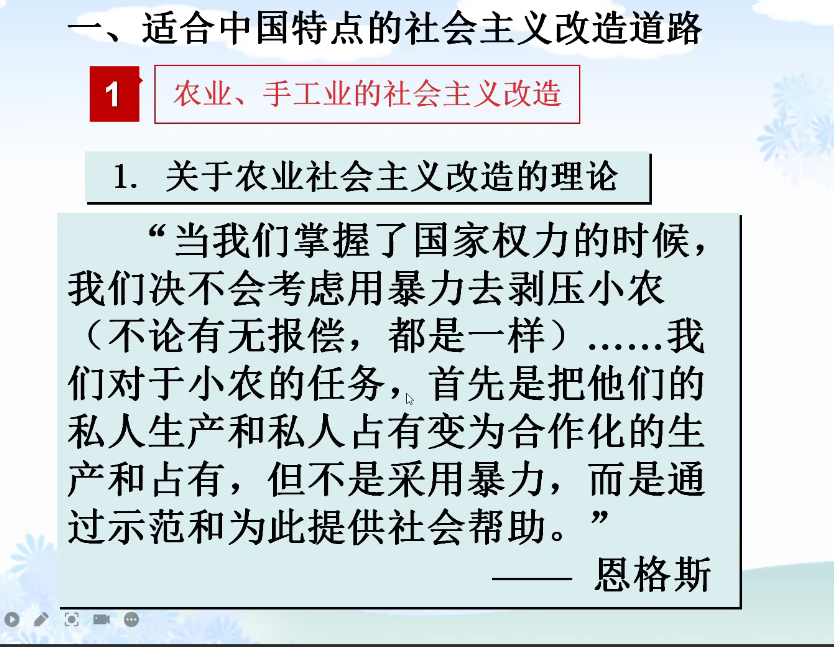 一、适合中国特点的社会主义改造道路
1 农业、手工业的社会主义改造
1. 关于农业社会主义改造的理论
“当我们掌握了国家权力的时候，
我们决不会考虑用暴力去剥压小农
（不论有无报偿，都是一样）……我
们对于小农的任务，首先是把他们的
私人生产和私人占有变为合作化的生
产和占有，但不是采用暴力，而是通
过示范和为此提供社会帮助。”
—— 恩格斯